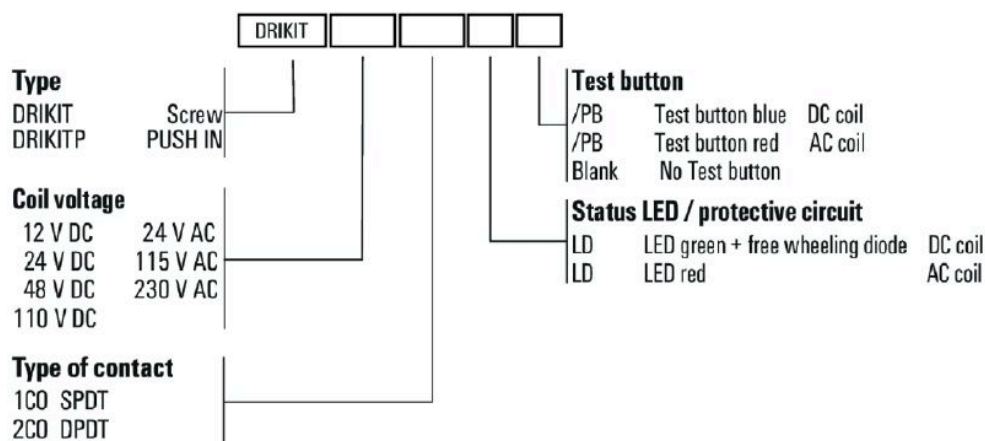 DRIKIT
Type
DRIKIT Screw
DRIKITP PUSH IN
Coil voltage
12 V DC 24 V AC
24 V DC 115 V AC
48 V DC 230 V AC
110 V DC
Type of contact
1CO SPDT
2CO DPDT
Test button
/PB Test button blue DC coil
/PB Test button red AC coil
Blank No Test button
Status LED / protective circuit
LD LED green + free wheeling diode DC coil
LD LED red AC coil